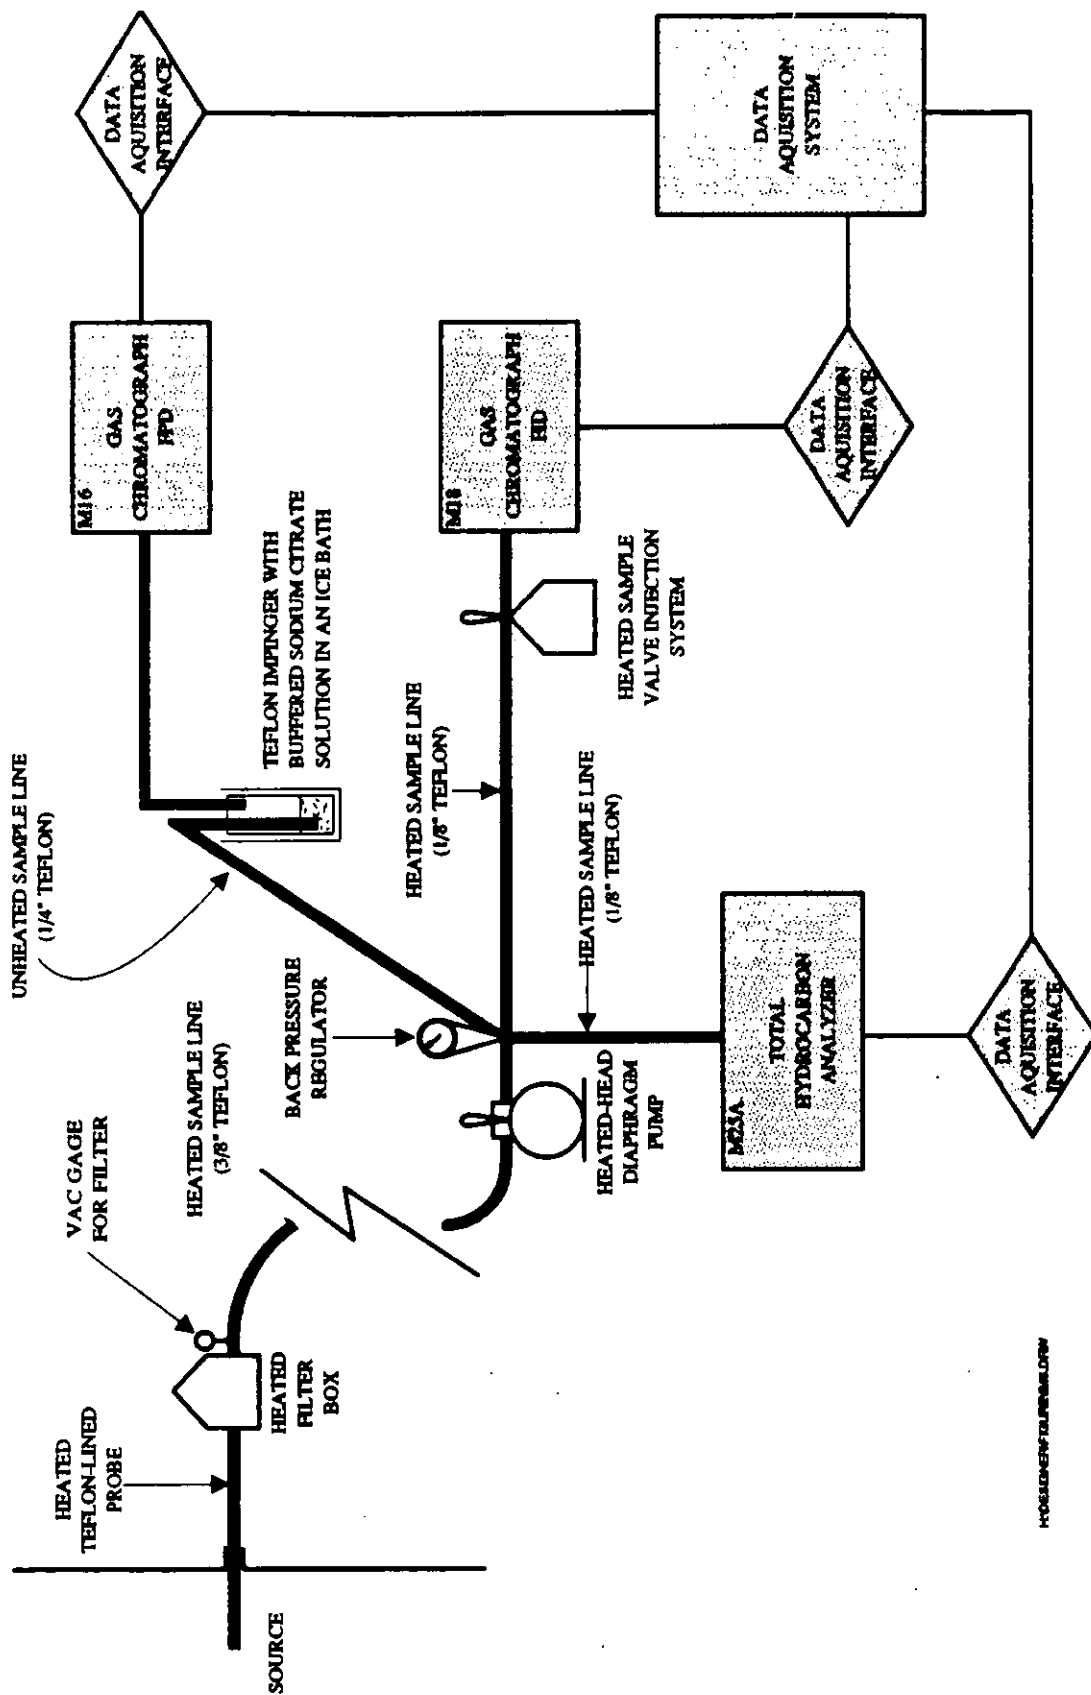 SOURCE
HEATED
TEFLON-LINED
PROBE
HEATED
FILTER
BOX
VAC GAGE
FOR FILTER
HEATED SAMPLE LINE
(3/8" TEFLON)
BACK PRESSURE
REGULATOR
HEATED-HEAD
DIAPHRAGM
PUMP
UNHEATED SAMPLE LINE
(1/4" TEFLON)
TEFLON IMPINGER WITH
BUFFERED SODIUM CITRATE
SOLUTION IN AN ICE BATH
HEATED SAMPLE LINE
(1/8" TEFLON)
HEATED SAMPLE LINE
(1/8" TEFLON)
HEATED SAMPLE
VALVE INJECTION
SYSTEM
M16
GAS
CHROMATOGRAPH
FPD
M18
GAS
CHROMATOGRAPH
FID
M25A
TOTAL
HYDROCARBON
ANALYZER
DATA
AQUISITION
INTERFACE
DATA
AQUISITION
INTERFACE
DATA
AQUISITION
INTERFACE
DATA
AQUISITION
SYSTEM